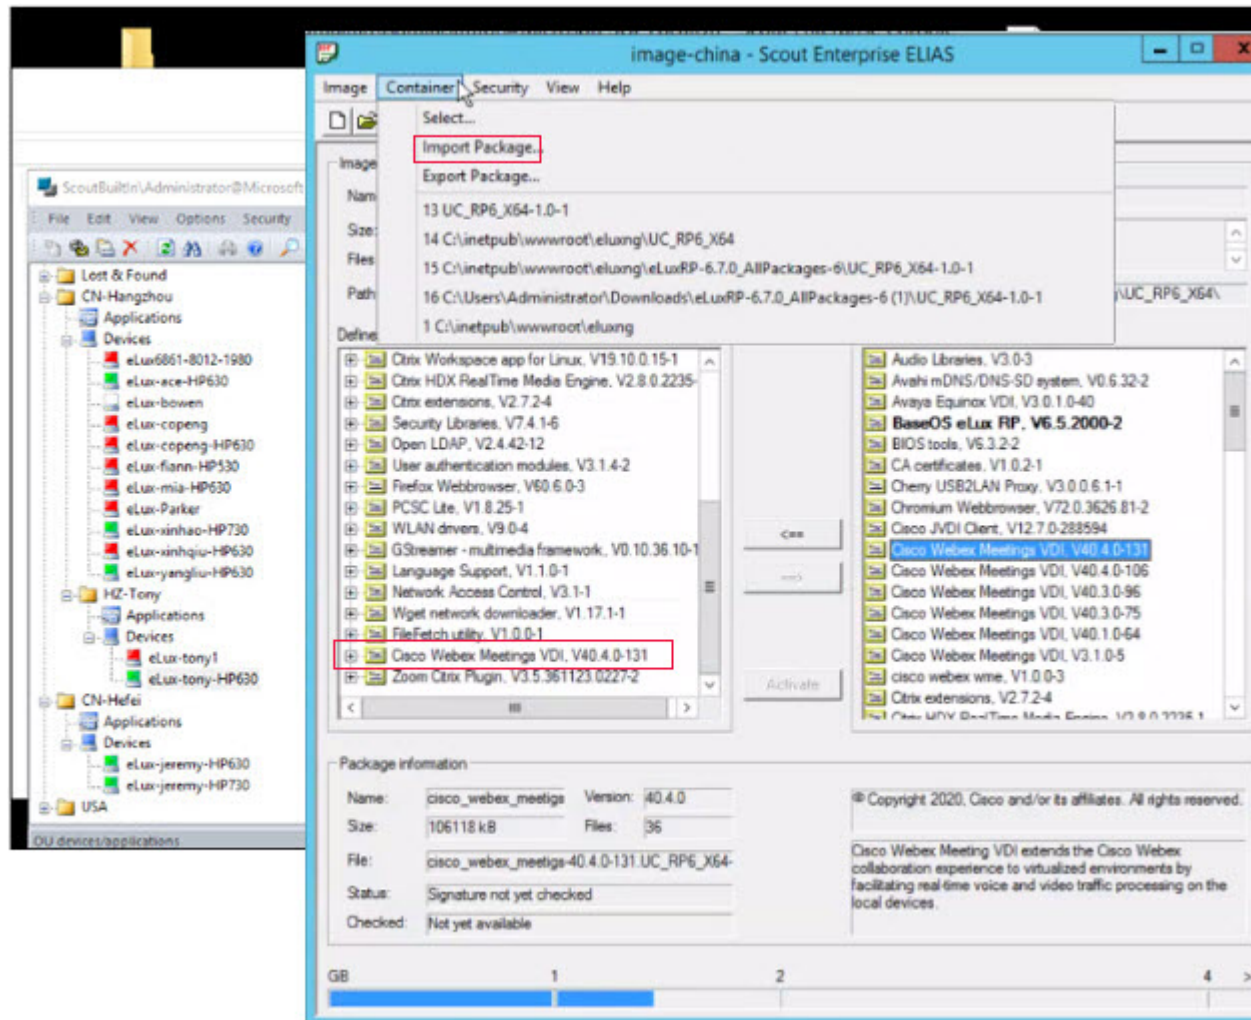 image-china - Scout Enterprise ELIAS
Image Container Security View Help
Select...
Import Package...
Export Package...
13 UC_RP6_X64-1.0-1
14 C:\inetpub\wwwroot\eluxng\UC_RP6_X64
15 C:\inetpub\wwwroot\eluxng\eLuxRP-6.7.0_AllPackages-6\UC_RP6_X64-1.0-1
16 C:\Users\Administrator\Downloads\eLuxRP-6.7.0_AllPackages-6 (1)\UC_RP6_X64-1.0-1
1 C:\inetpub\wwwroot\eluxng
Image
Nam
Size:
Files
Path
\UC_RP6_X64\
Define
ScoutBuiltIn\Administrator@Microsoft
File Edit View Options Security
Lost & Found
CN-Hangzhou
Applications
Devices
eLux6861-8012-1980
eLux-ace-HP630
eLux-bowen
eLux-copeng
eLux-copeng-HP630
eLux-fiann-HP530
eLux-mia-HP630
eLux-Parker
eLux-xinhao-HP730
eLux-xinhqiu-HP630
eLux-yangliu-HP630
HZ-Tony
Applications
Devices
eLux-tony1
eLux-tony-HP630
CN-Hefei
Applications
Devices
eLux-jeremy-HP630
eLux-jeremy-HP730
USA
OU devices/applications
Citrix Workspace app for Linux, V19.10.0.15-1
Citrix HDX RealTime Media Engine, V2.8.0.2235-
Citrix extensions, V2.7.2-4
Security Libraries, V7.4.1-6
Open LDAP, V2.4.42-12
User authentication modules, V3.1.4-2
Firefox Webbrowser, V60.6.0-3
PCSC Lite, V1.8.25-1
WLAN drivers, V9.0-4
GStreamer - multimedia framework, V0.10.36.10-1
Language Support, V1.1.0-1
Network Access Control, V3.1-1
Wget network downloader, V1.17.1-1
FileFetch utility, V1.0.0-1
Cisco Webex Meetings VDI, V40.4.0-131
Zoom Citrix Plugin, V3.5.361123.0227-2
<==
==>
Activate
Audio Libraries, V3.0-3
Avahi mDNS/DNS-SD system, V0.6.32-2
Avaya Equinox VDI, V3.0.1.0-40
BaseOS eLux RP, V6.5.2000-2
BIOS tools, V6.3.2-2
CA certificates, V1.0.2-1
Cherry USB2LAN Proxy, V3.0.0.6.1-1
Chromium Webbrowser, V72.0.3626.81-2
Cisco JVDI Client, V12.7.0-288594
Cisco Webex Meetings VDI, V40.4.0-131
Cisco Webex Meetings VDI, V40.4.0-106
Cisco Webex Meetings VDI, V40.3.0-96
Cisco Webex Meetings VDI, V40.3.0-75
Cisco Webex Meetings VDI, V40.1.0-64
Cisco Webex Meetings VDI, V3.1.0-5
cisco webex wme, V1.0.0-3
Citrix extensions, V2.7.2-4
Citrix HDX RealTime Media Engine, V2.8.0.2235-1
Package information
Name: cisco_webex_meetigs Version: 40.4.0
Size: 106118 kB Files: 36
File: cisco_webex_meetigs-40.4.0-131.UC_RP6_X64-
Status: Signature not yet checked
Checked: Not yet available
© Copyright 2020, Cisco and/or its affiliates. All rights reserved.
Cisco Webex Meeting VDI extends the Cisco Webex
collaboration experience to virtualized environments by
facilitating real-time voice and video traffic processing on the
local devices.
GB 1 2 4 >